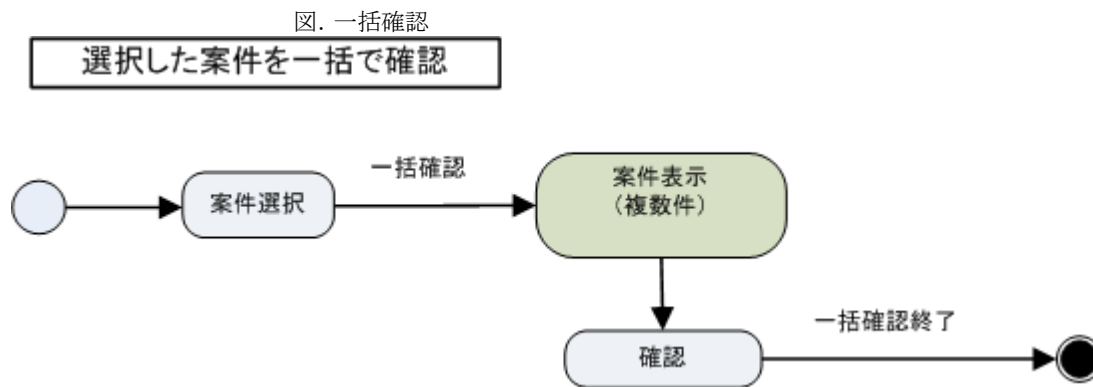 図. 一括確認
選択した案件を一括で確認
一括確認
案件選択
案件表示
（複数件）
一括確認終了
確認